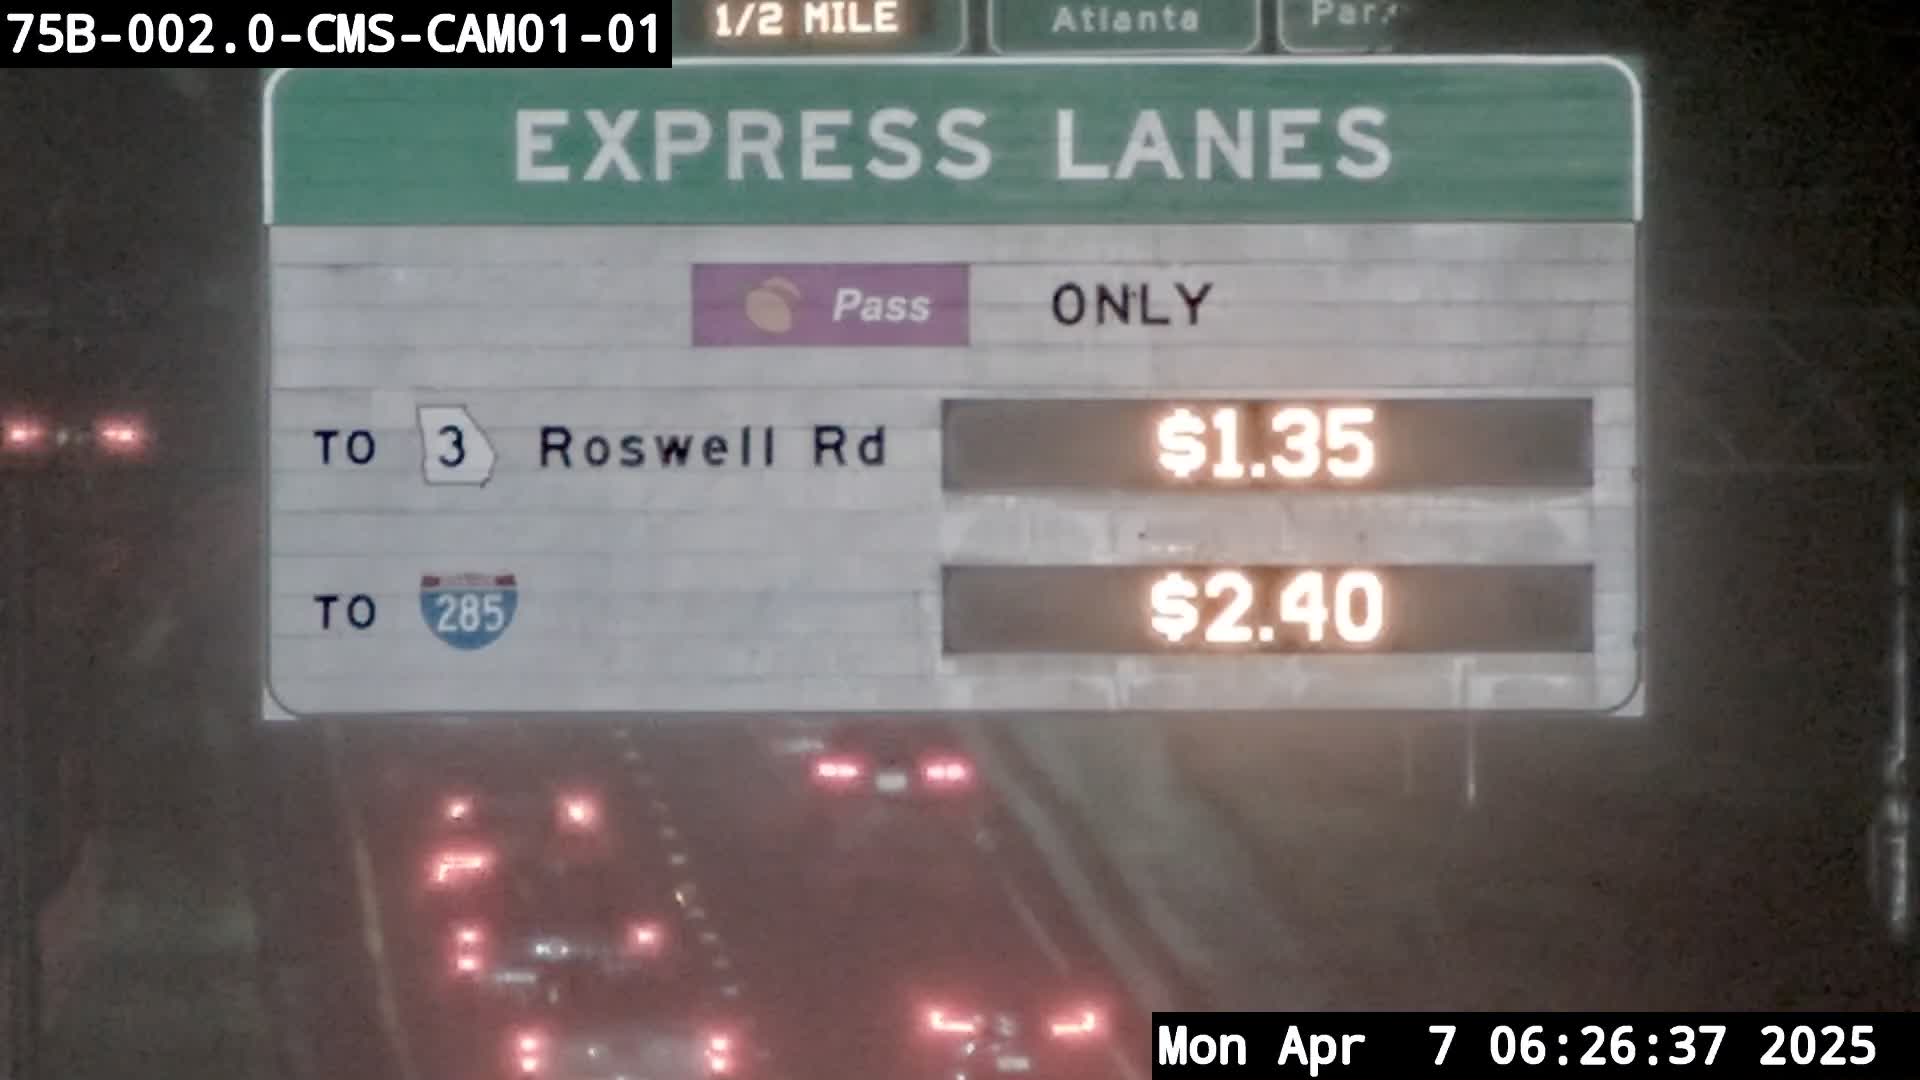 75B-002.0-CMS-CAM01-01
1/2 MILE
Atlanta
EXPRESS LANES
Pass ONLY
TO 3 Roswell Rd $1.35
TO 285 $2.40
Mon Apr 7 06:26:37 2025